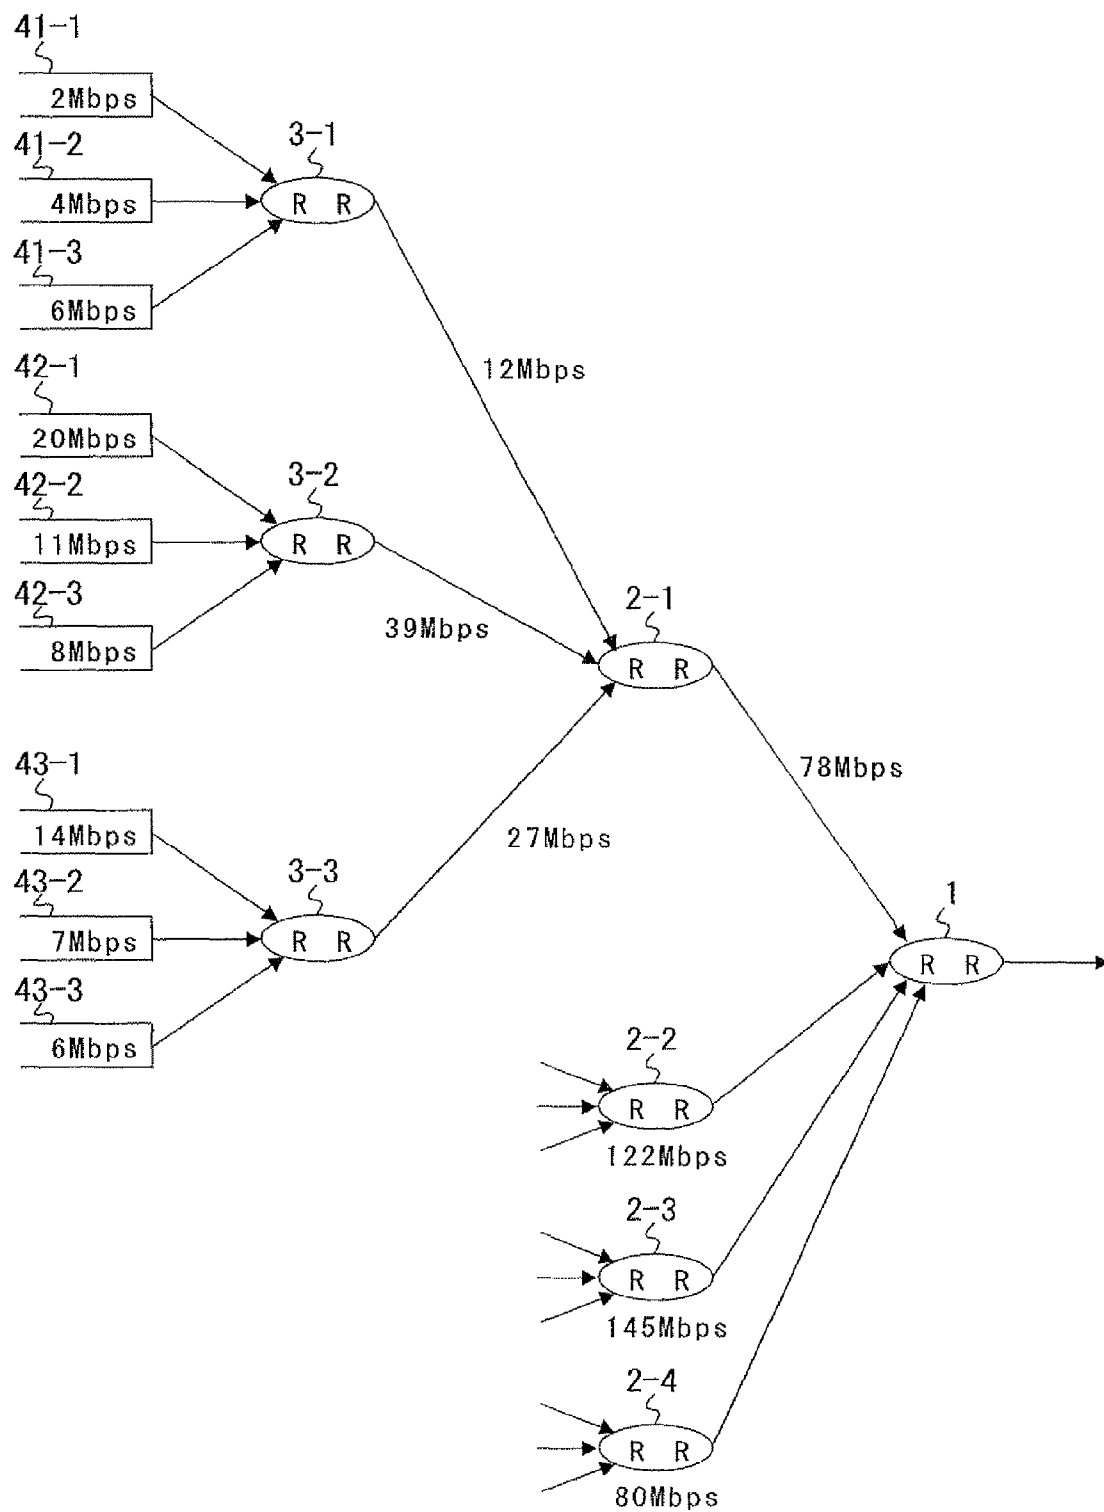 41-1
2Mbps
41-2
4Mbps
41-3
6Mbps
3-1
R R
12Mbps
42-1
20Mbps
42-2
11Mbps
42-3
8Mbps
3-2
R R
39Mbps
2-1
R R
78Mbps
43-1
14Mbps
43-2
7Mbps
43-3
6Mbps
3-3
R R
27Mbps
1
R R
2-2
R R
122Mbps
2-3
R R
145Mbps
2-4
R R
80Mbps